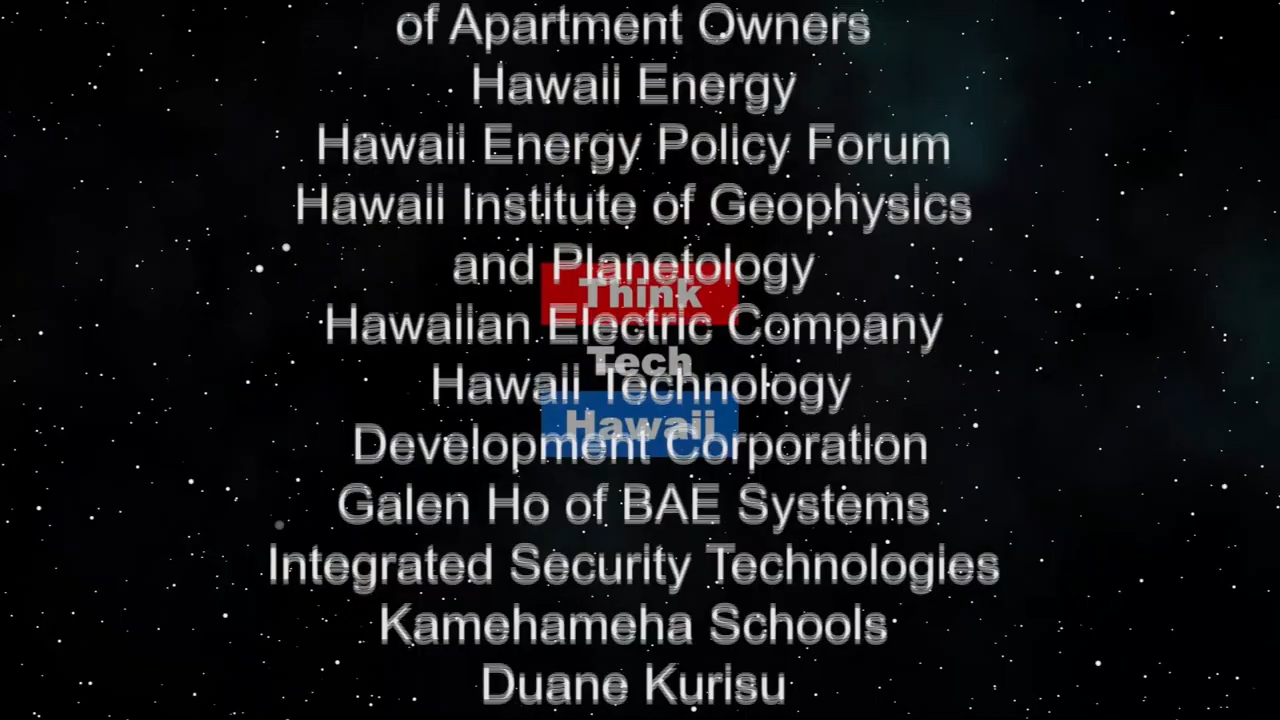 of Apartment Owners
Hawaii Energy
Hawaii Energy Policy Forum
Hawaii Institute of Geophysics
and Planetology
Think
Hawaiian Electric Company
Tech
Hawaii Technology
Hawaii
Development Corporation
Galen Ho of BAE Systems
Integrated Security Technologies
Kamehameha Schools
Duane Kurisu